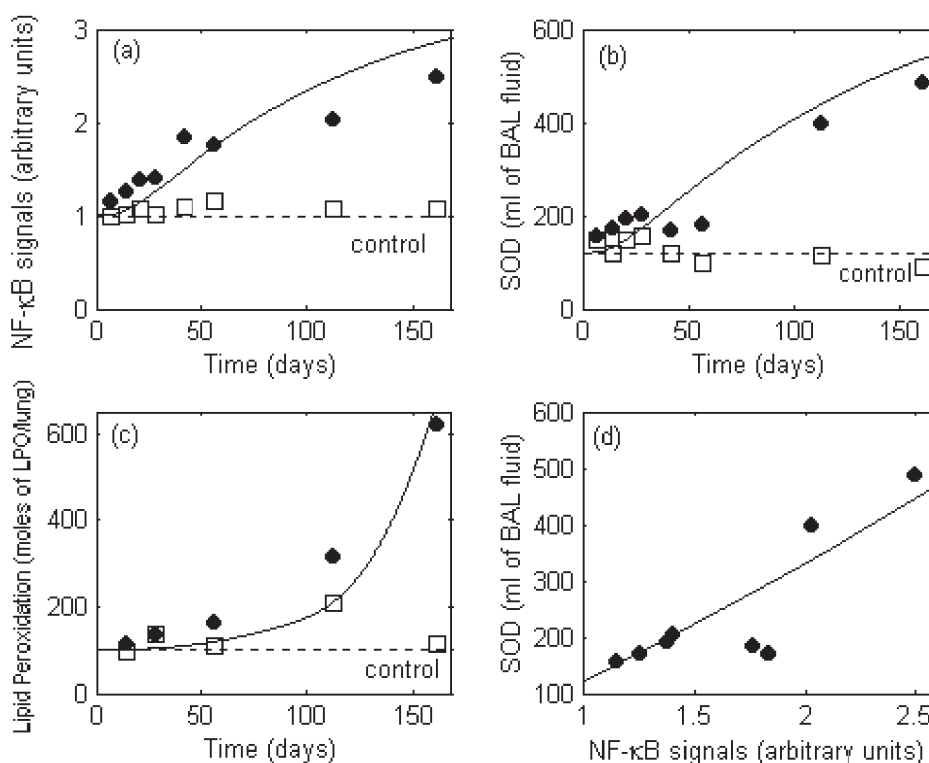 NF-κB signals (arbitrary units)
3
2
1
0
(a)
control
0
50
100
150
Time (days)
SOD (ml of BAL fluid)
600
400
200
0
(b)
control
0
50
100
150
Time (days)
Lipid Peroxidation (moles of LPO/lung)
600
400
200
0
(c)
control
0
50
100
150
Time (days)
SOD (ml of BAL fluid)
600
500
400
300
200
100
(d)
1
1.5
2
2.5
NF-κB signals (arbitrary units)